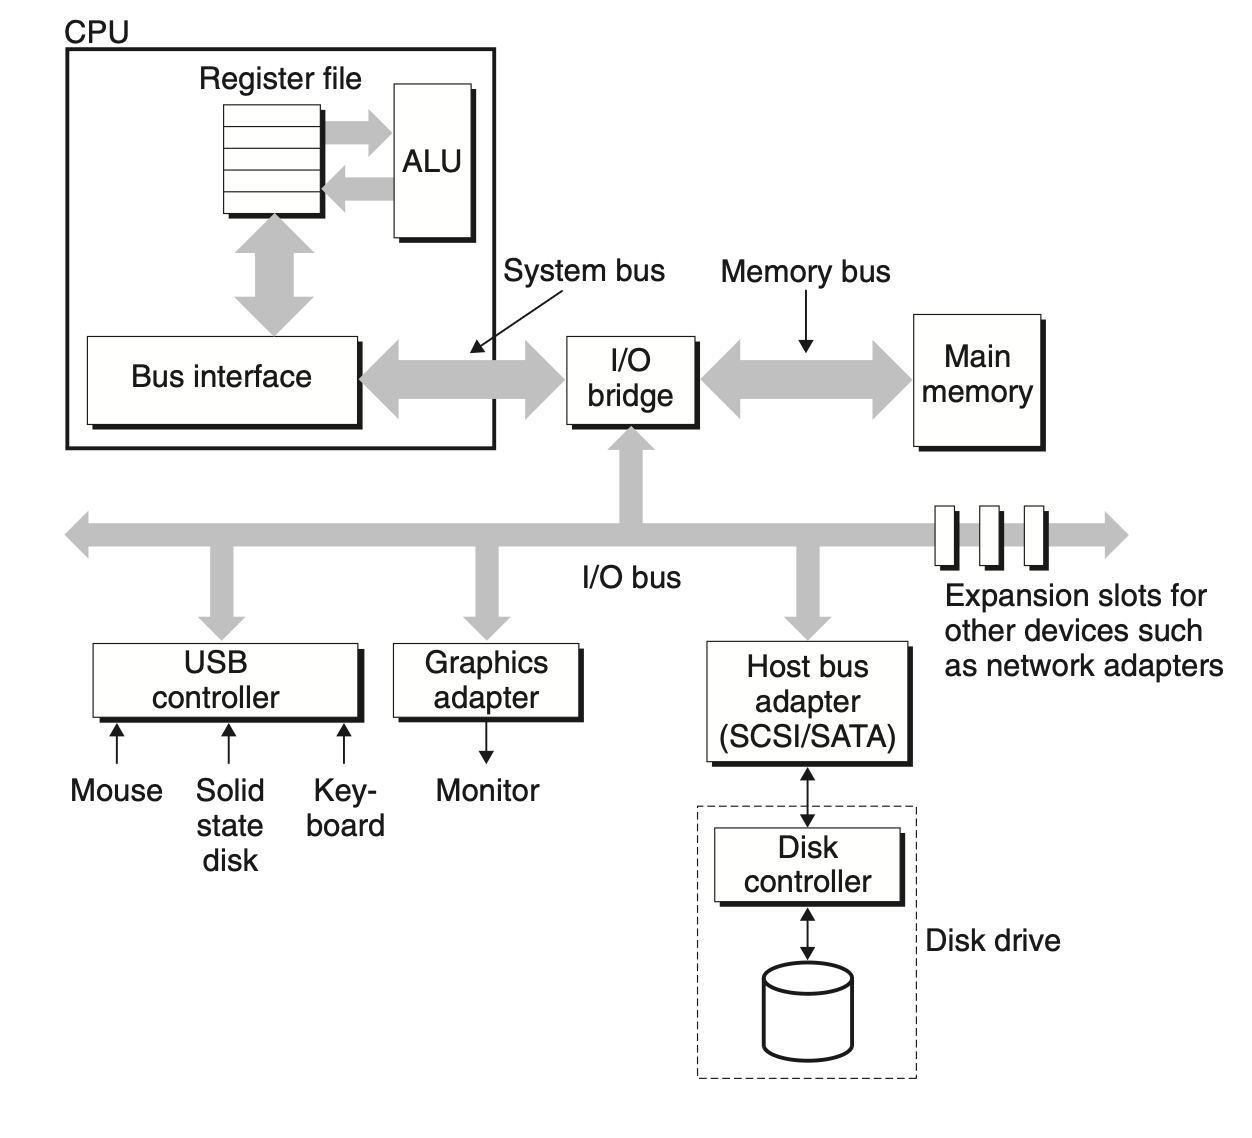 CPU
Register file
ALU
System bus
Memory bus
Bus interface
I/O
bridge
Main
memory
I/O bus
Expansion slots for
other devices such
as network adapters
USB
controller
Graphics
adapter
Host bus
adapter
(SCSI/SATA)
Mouse
Solid
state
disk
Key-
board
Monitor
Disk
controller
Disk drive